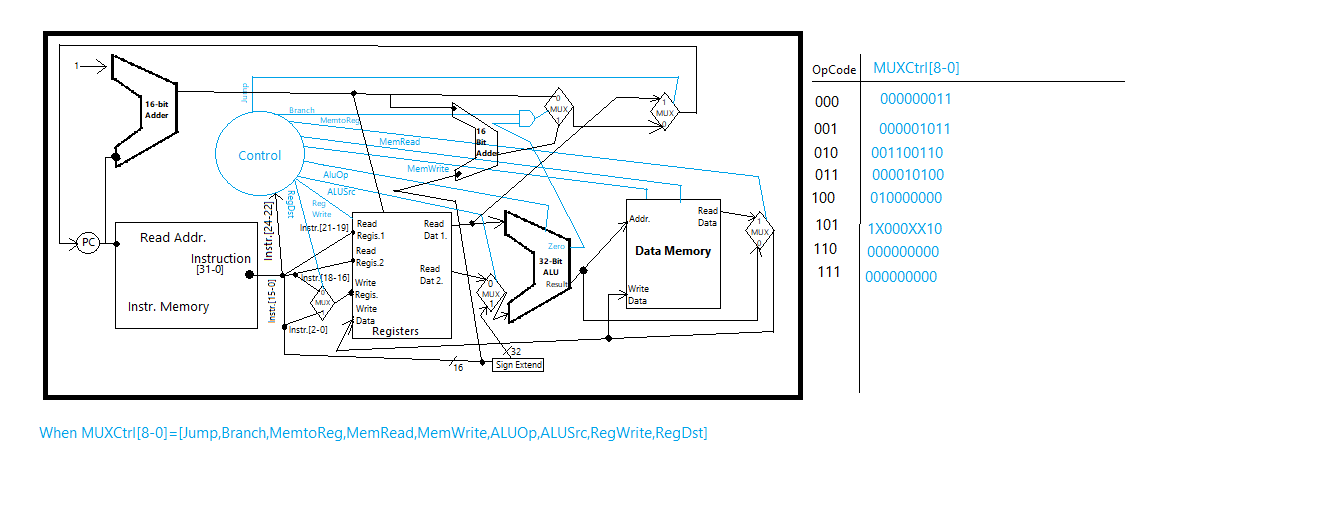 1
16-bit
Adder
Jump
Branch
MemtoReg
MemRead
MemWrite
Control
AluOp
ALUSrc
Reg
Write
RegDst
Instr.[24-22]
16
Bit
Adder
0
MUX
1
1
MUX
0
PC
Read Addr.
Instruction
[31-0]
Instr. Memory
Instr.[15-0]
Instr.[21-19]
Instr.[18-16]
Instr.[2-0]
0
MUX
1
Read
Regis.1
Read
Regis.2
Write
Regis.
Write
Data
Read
Dat 1.
Read
Dat 2.
Registers
0
MUX
1
Zero
32-Bit
ALU
Result
Addr.
Read
Data
Data Memory
Write
Data
1
MUX
0
16
32
Sign Extend
OpCode MUXCtrl[8-0]
000 000000011
001 000001011
010 001100110
011 000010100
100 010000000
101 1X000XX10
110 000000000
111 000000000
When MUXCtrl[8-0]=[Jump,Branch,MemtoReg,MemRead,MemWrite,ALUOp,ALUSrc,RegWrite,RegDst]